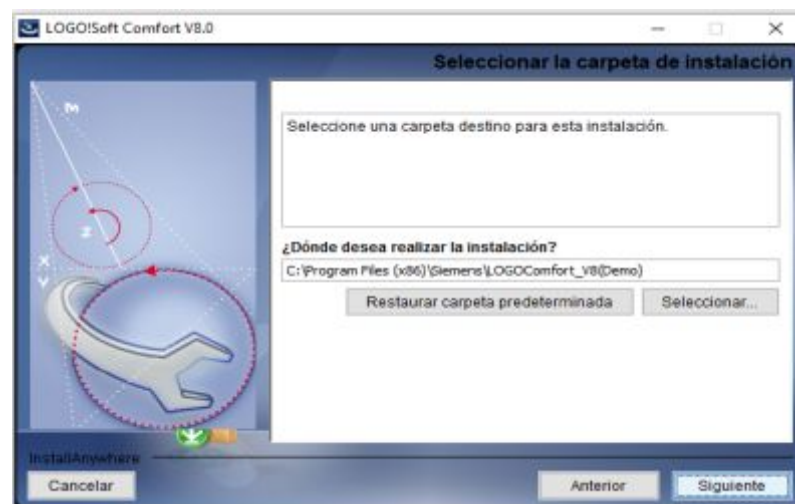 LOGO!Soft Comfort V8.0
Seleccionar la carpeta de instalación
Seleccione una carpeta destino para esta instalación.
¿Dónde desea realizar la instalación?
C:\Program Files (x86)\Siemens\LOGOComfort_V8(Demo)
Restaurar carpeta predeterminada
Seleccionar...
InstallAnywhere
Cancelar
Anterior
Siguiente